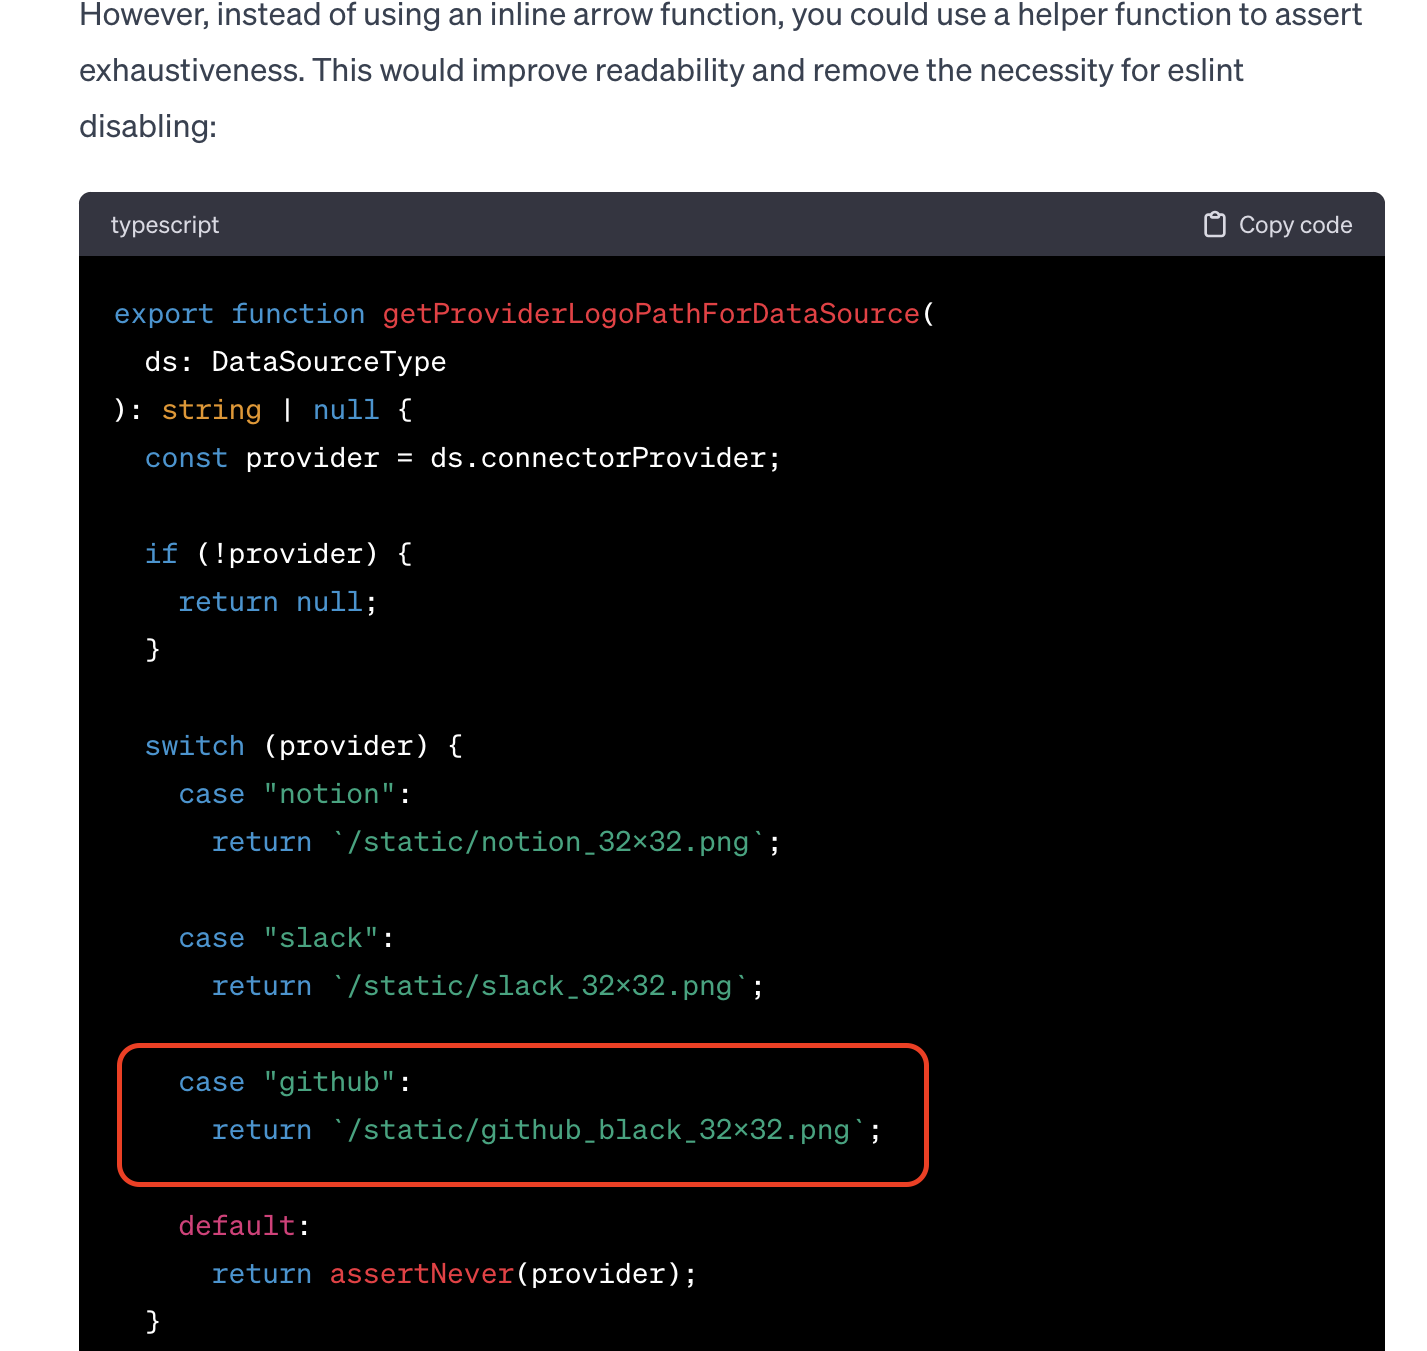 However, instead of using an inline arrow function, you could use a helper function to assert
exhaustiveness. This would improve readability and remove the necessity for eslint
disabling:
typescript
Copy code
export function getProviderLogoPathForDataSource(
  ds: DataSourceType
): string | null {
  const provider = ds.connectorProvider;

  if (!provider) {
    return null;
  }

  switch (provider) {
    case "notion":
      return `/static/notion_32x32.png`;

    case "slack":
      return `/static/slack_32x32.png`;

    case "github":
      return `/static/github_black_32x32.png`;

    default:
      return assertNever(provider);
  }